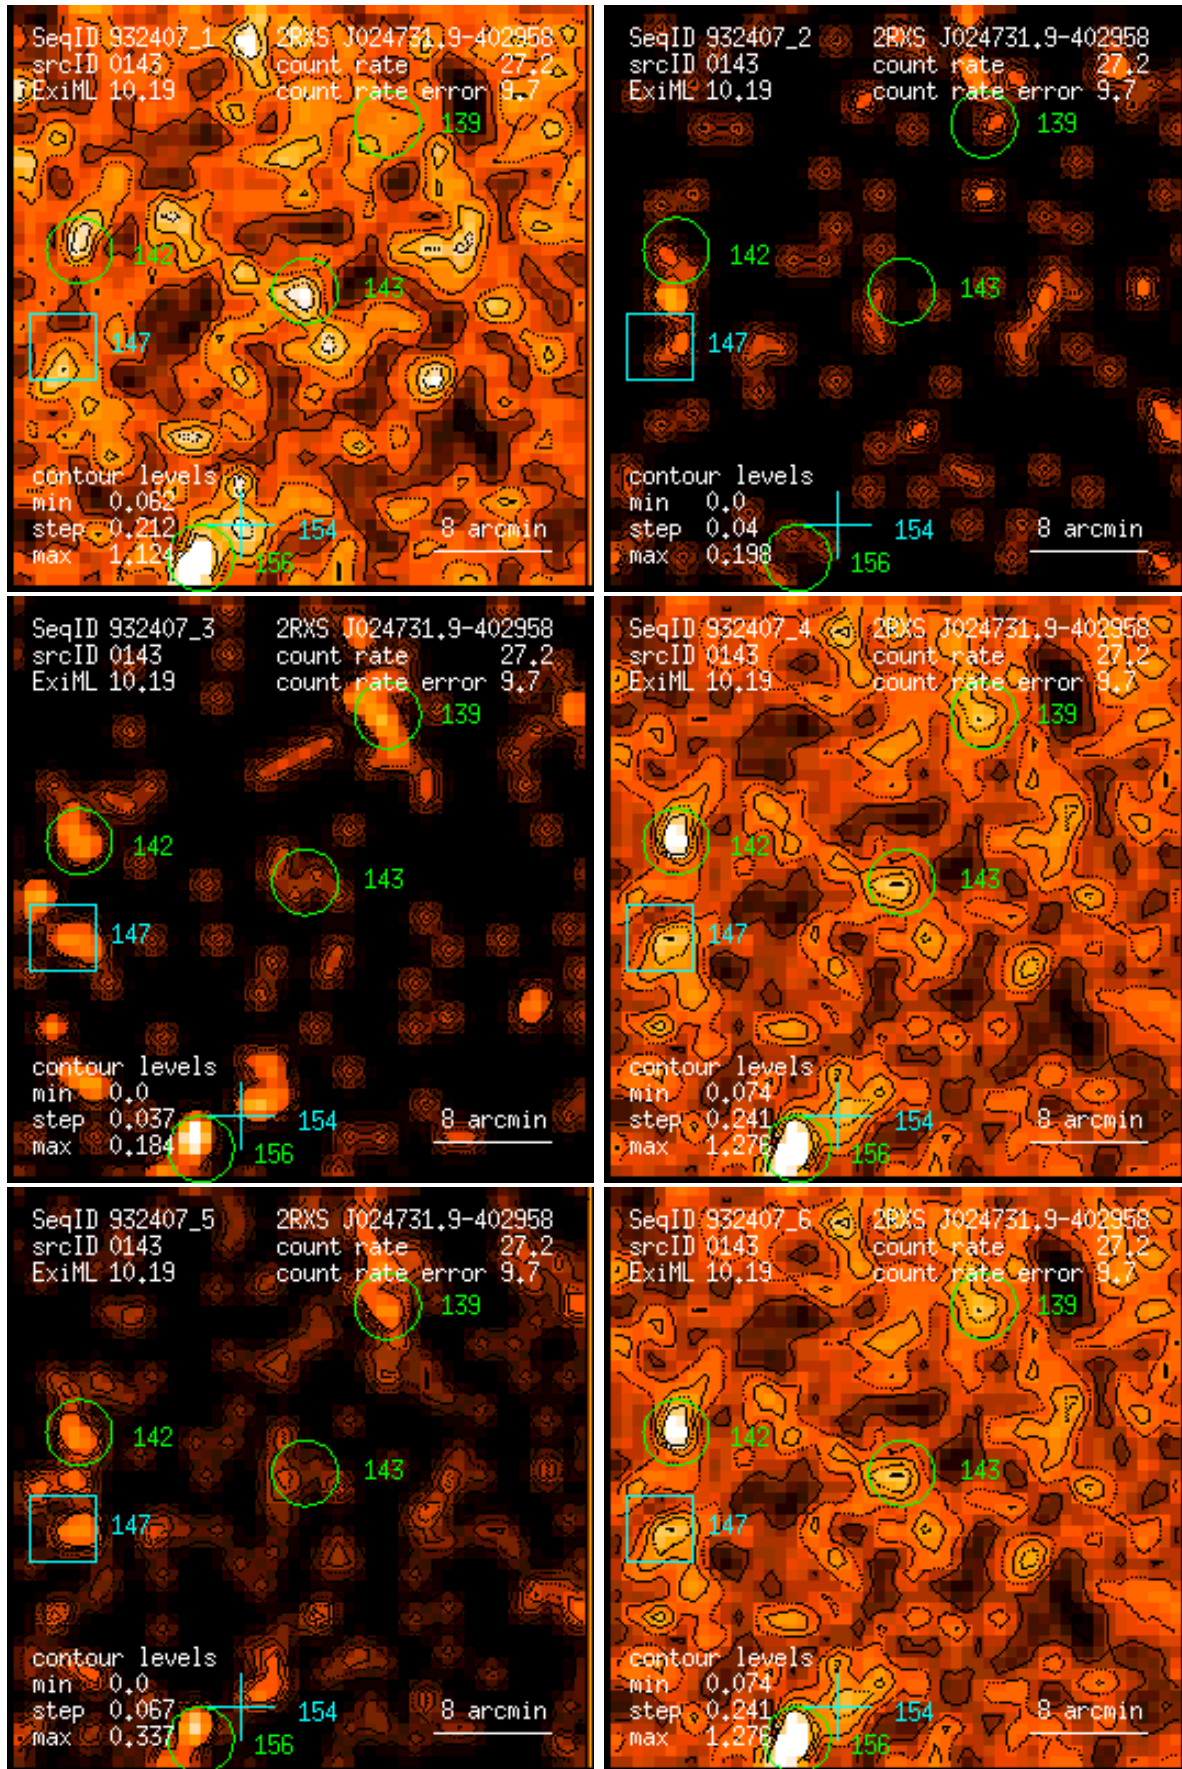 SeqID 932407_1 2RXS J024731.9-402958
srcID 0143 count rate 27.2
ExiML 10.19 count rate error 9.7
139
142
143
147
contour levels
min 0.062
step 0.212 154 8 arcmin
max 1.124 156
SeqID 932407_2 2RXS J024731.9-402958
srcID 0143 count rate 27.2
ExiML 10.19 count rate error 9.7
139
142
143
147
contour levels
min 0.0
step 0.04 154 8 arcmin
max 0.198 156
SeqID 932407_3 2RXS J024731.9-402958
srcID 0143 count rate 27.2
ExiML 10.19 count rate error 9.7
139
142
143
147
contour levels
min 0.0
step 0.037 154 8 arcmin
max 0.184 156
SeqID 932407_4 2RXS J024731.9-402958
srcID 0143 count rate 27.2
ExiML 10.19 count rate error 9.7
139
142
143
147
contour levels
min 0.074
step 0.241 154 8 arcmin
max 1.276 156
SeqID 932407_5 2RXS J024731.9-402958
srcID 0143 count rate 27.2
ExiML 10.19 count rate error 9.7
139
142
143
147
contour levels
min 0.0
step 0.067 154 8 arcmin
max 0.337 156
SeqID 932407_6 2RXS J024731.9-402958
srcID 0143 count rate 27.2
ExiML 10.19 count rate error 9.7
139
142
143
147
contour levels
min 0.074
step 0.241 154 8 arcmin
max 1.276 156